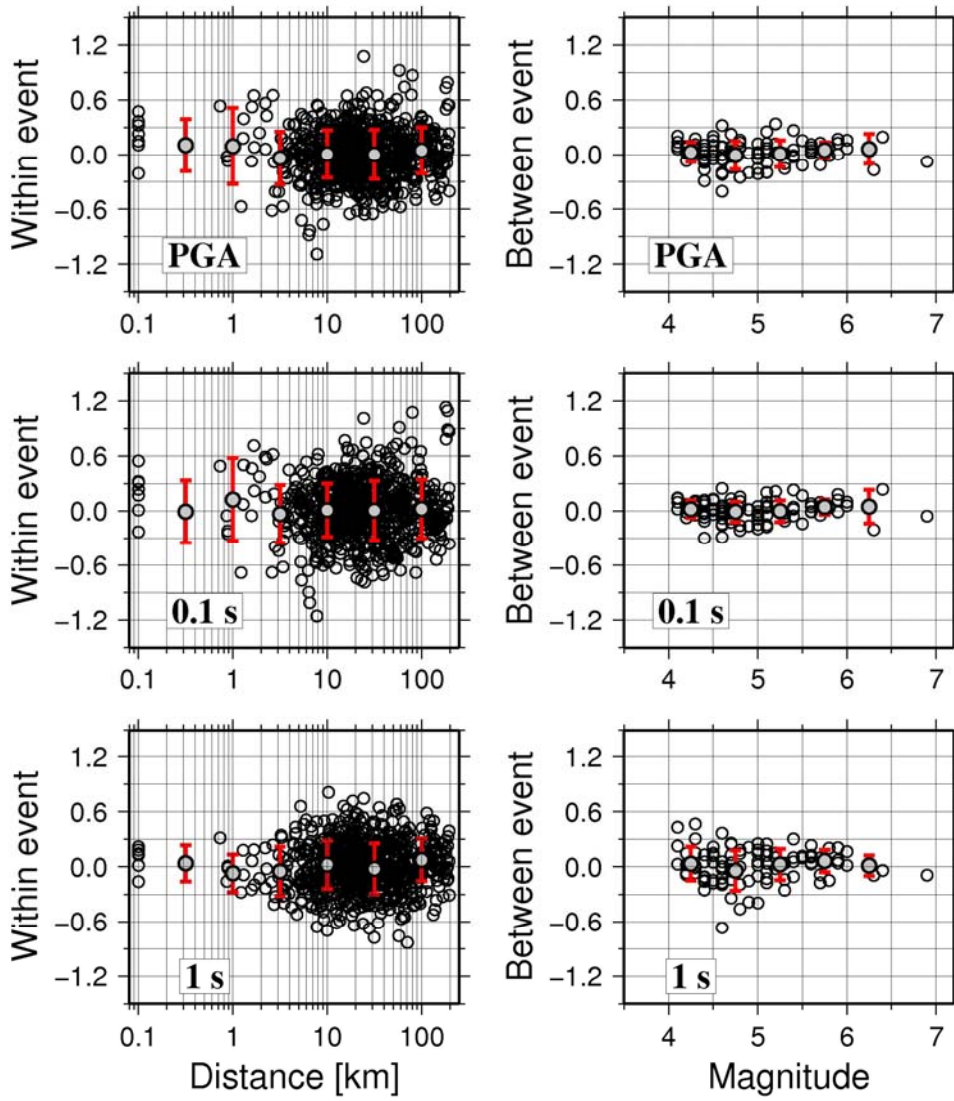 Within event
1.2
0.6
0.0
−0.6
−1.2
PGA
0.1 1 10 100
Between event
1.2
0.6
0.0
−0.6
−1.2
PGA
4 5 6 7
Within event
1.2
0.6
0.0
−0.6
−1.2
0.1 s
0.1 1 10 100
Between event
1.2
0.6
0.0
−0.6
−1.2
0.1 s
4 5 6 7
Within event
1.2
0.6
0.0
−0.6
−1.2
1 s
0.1 1 10 100
Distance [km]
Between event
1.2
0.6
0.0
−0.6
−1.2
1 s
4 5 6 7
Magnitude